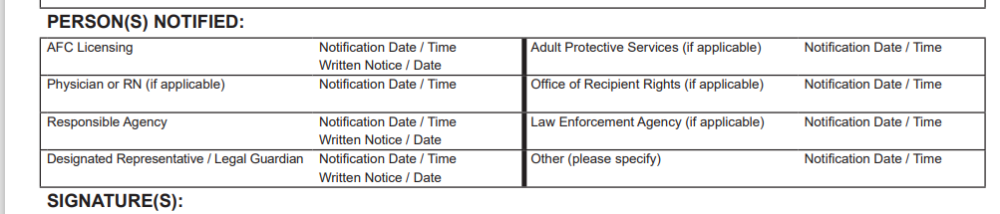 PERSON(S) NOTIFIED:
AFC Licensing Notification Date / Time Adult Protective Services (if applicable) Notification Date / Time
Written Notice / Date
Physician or RN (if applicable) Notification Date / Time Office of Recipient Rights (if applicable) Notification Date / Time
Responsible Agency Notification Date / Time Law Enforcement Agency (if applicable) Notification Date / Time
Written Notice / Date
Designated Representative / Legal Guardian Notification Date / Time Other (please specify) Notification Date / Time
Written Notice / Date
SIGNATURE(S):